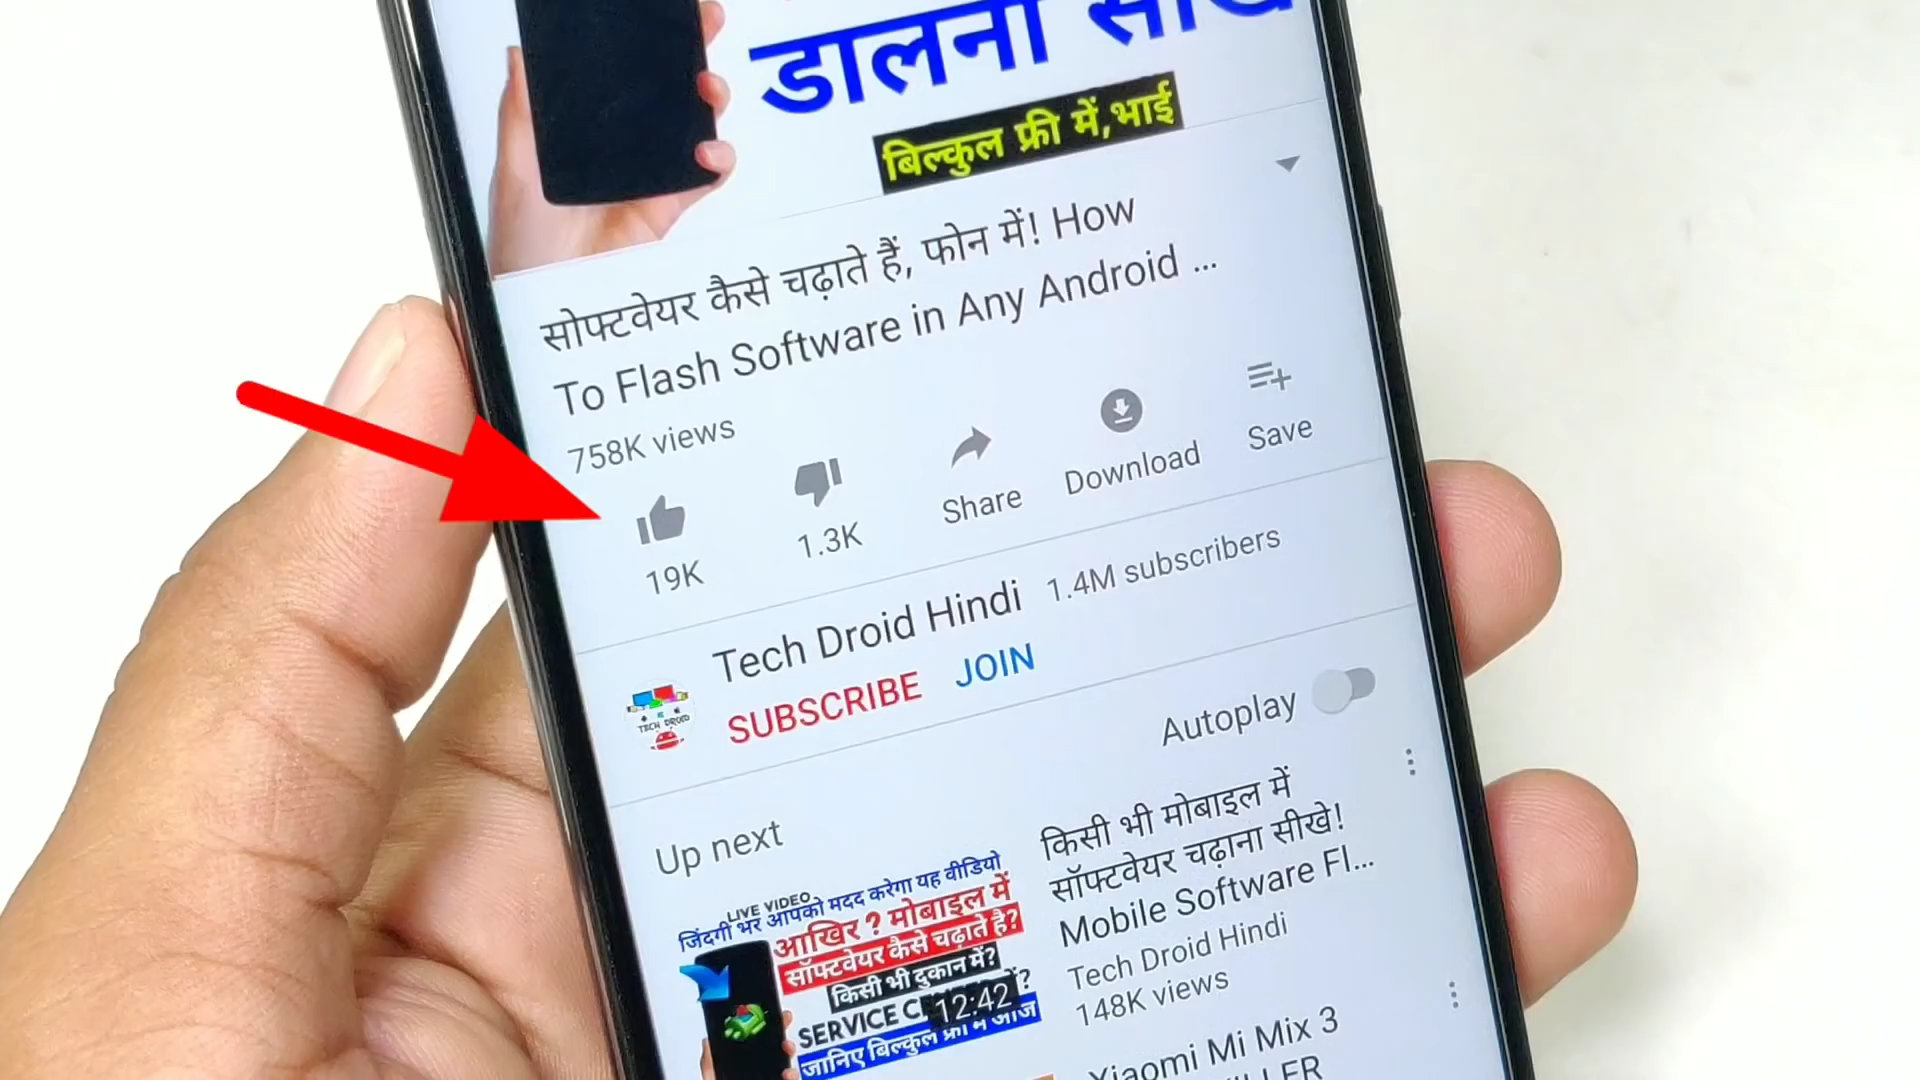 डालना सीखे
बिल्कुल फ्री में,भाई
सोफ्टवेयर कैसे चढ़ाते हैं, फोन में! How
To Flash Software in Any Android ...
758K views
19K
1.3K
Share
Download
Save
Tech Droid Hindi 1.4M subscribers
TECH DROID
SUBSCRIBE JOIN
Autoplay
Up next
LIVE VIDEO
जिंदगी भर आपको मदद करेगा यह वीडियो
आखिर ? मोबाइल में
सॉफ्टवेयर कैसे चढ़ाते है?
किसी भी दुकान में?
SERVICE
12:42
जानिए बिल्कुल फ्री में आज
किसी भी मोबाइल में
सॉफ्टवेयर चढ़ाना सीखे!
Mobile Software Fl...
Tech Droid Hindi
148K views
Xiaomi Mi Mix 3